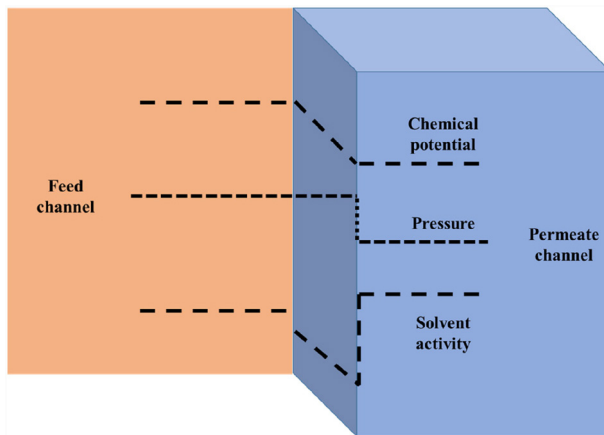 Feed
channel
Chemical
potential
Pressure
Permeate
channel
Solvent
activity